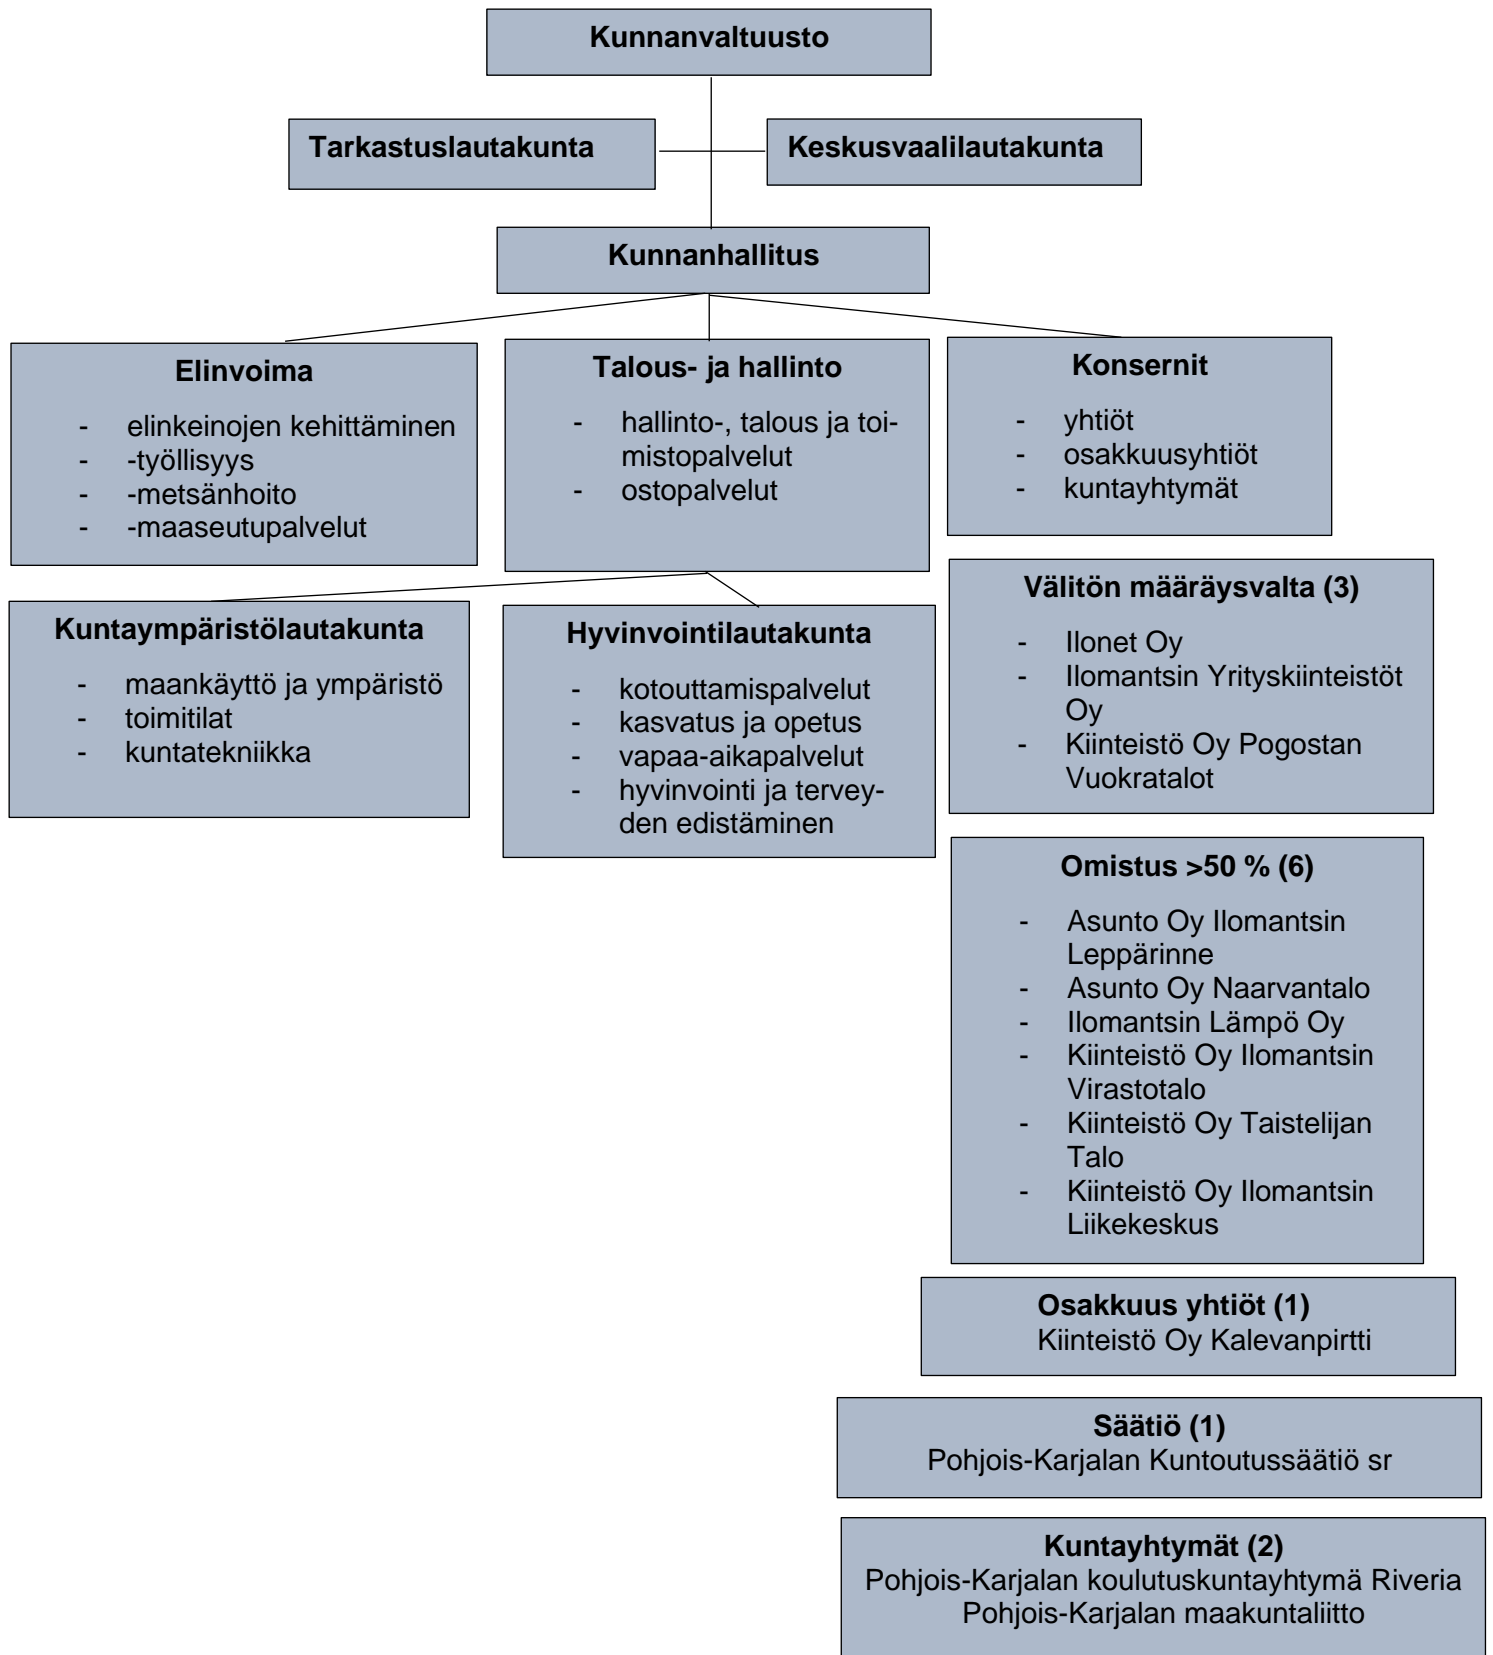 Kunnanvaltuusto
Tarkastuslautakunta
Keskusvaalilautakunta
Kunnanhallitus
Elinvoima
- elinkeinojen kehittäminen
- -työllisyys
- -metsänhoito
- -maaseutupalvelut
Talous- ja hallinto
- hallinto-, talous ja toi-
mistopalvelut
- ostopalvelut
Konsernit
- yhtiöt
- osakkuusyhtiöt
- kuntayhtymät
Kuntaympäristölautakunta
- maankäyttö ja ympäristö
- toimitilat
- kuntatekniikka
Hyvinvointilautakunta
- kotouttamispalvelut
- kasvatus ja opetus
- vapaa-aikapalvelut
- hyvinvointi ja tervey-
den edistäminen
Välitön määräysvalta (3)
- Ilonet Oy
- Ilomantsin Yrityskiinteistöt
Oy
- Kiinteistö Oy Pogostan
Vuokratalot
Omistus >50 % (6)
- Asunto Oy Ilomantsin
Leppärinne
- Asunto Oy Naarvantalo
- Ilomantsin Lämpö Oy
- Kiinteistö Oy Ilomantsin
Virastotalo
- Kiinteistö Oy Taistelijan
Talo
- Kiinteistö Oy Ilomantsin
Liikekeskus
Osakkuus yhtiöt (1)
Kiinteistö Oy Kalevanpirtti
Säätiö (1)
Pohjois-Karjalan Kuntoutussäätiö sr
Kuntayhtymät (2)
Pohjois-Karjalan koulutuskuntayhtymä Riveria
Pohjois-Karjalan maakuntaliitto